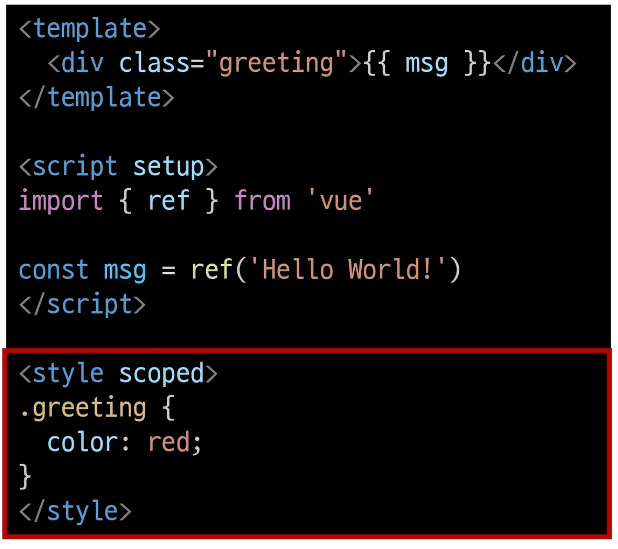 <template>
  <div class="greeting">{{ msg }}</div>
</template>

<script setup>
import { ref } from 'vue'

const msg = ref('Hello World!')
</script>

<style scoped>
.greeting {
  color: red;
}
</style>